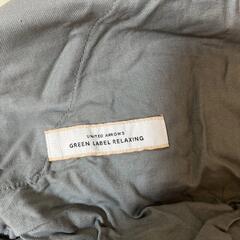 UNITED ARROWS
GREEN LABEL RELAXING